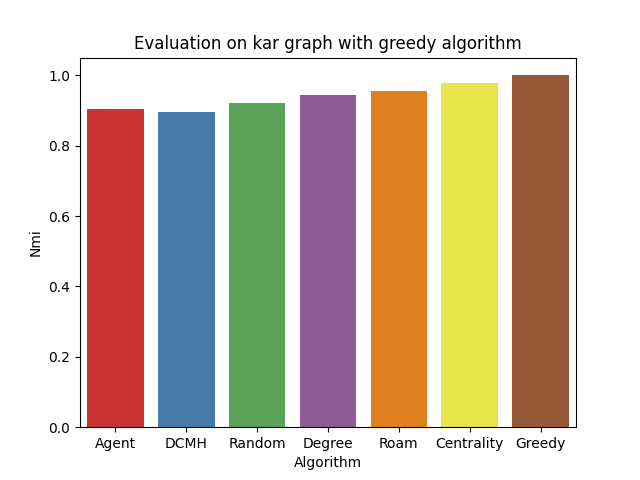 Evaluation on kar graph with greedy algorithm
1.0
0.8
0.6
0.4
0.2
0.0
Nmi
Agent DCMH Random Degree Roam Centrality Greedy
Algorithm